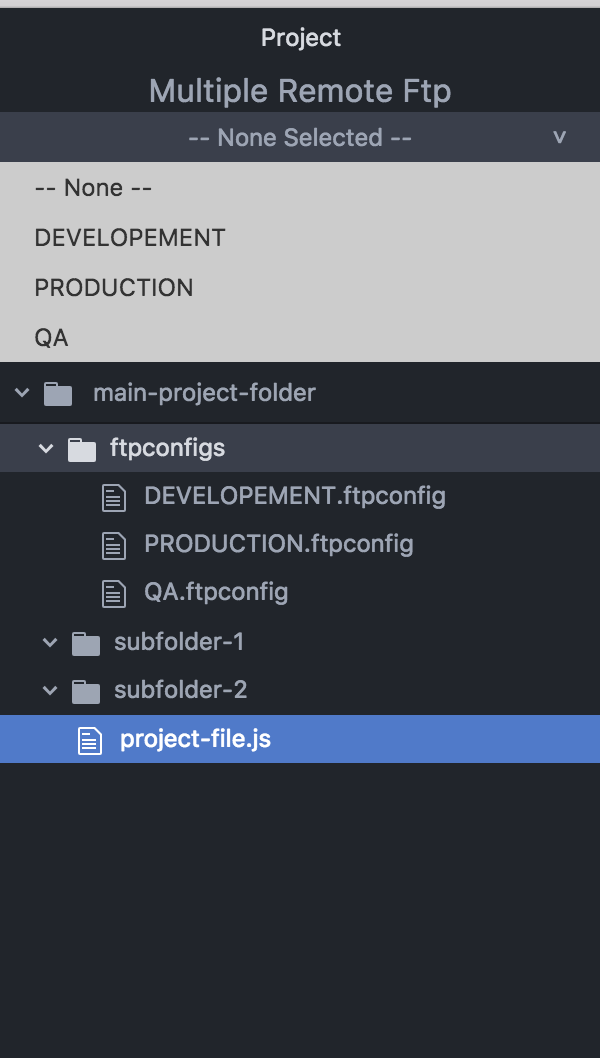 Project
Multiple Remote Ftp
-- None Selected -- v
-- None --
DEVELOPEMENT
PRODUCTION
QA
main-project-folder
ftpconfigs
DEVELOPEMENT.ftpconfig
PRODUCTION.ftpconfig
QA.ftpconfig
subfolder-1
subfolder-2
project-file.js